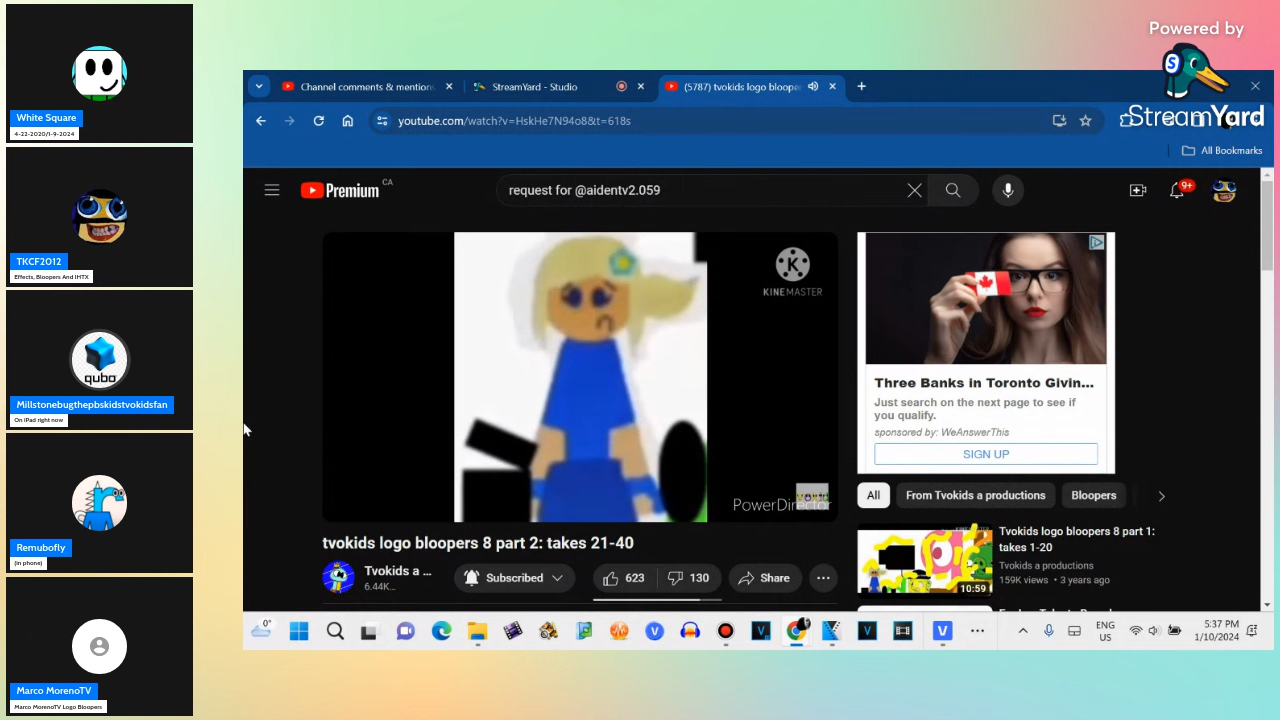 Powered by
StreamYard
White Square
4-22-2020/1-9-2024
TKCF2012
Effects, Bloopers And IHTX
qubo
Millstonebugthepbskidstvokidsfan
On iPad right now
Remubofly
(in phone)
Marco MorenoTV
Marco MorenoTV Logo Bloopers
Channel comments & mention
StreamYard - Studio
(5787) tvokids logo bloope
youtube.com/watch?v=HskHe7N94o8&t=618s
All Bookmarks
Premium CA
request for @aidentv2.059
9+
KINEMASTER
PowerDirector
tvokids logo bloopers 8 part 2: takes 21-40
Tvokids a ...
6.44K...
Subscribed
623
130
Share
Three Banks in Toronto Givin...
Just search on the next page to see if
you qualify.
sponsored by: WeAnswerThis
SIGN UP
All
From Tvokids a productions
Bloopers
10:59
Tvokids logo bloopers 8 part 1:
takes 1-20
Tvokids a productions
159K views • 3 years ago
0°
ENG
US
5:37 PM
1/10/2024